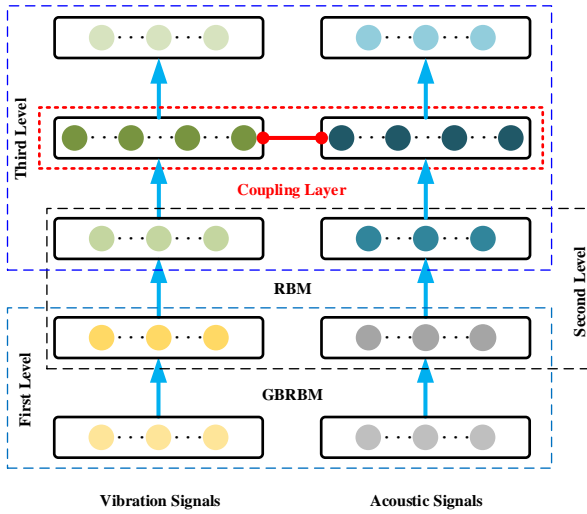 Third Level
Coupling Layer
RBM
Second Level
First Level
GBRBM
Vibration Signals
Acoustic Signals